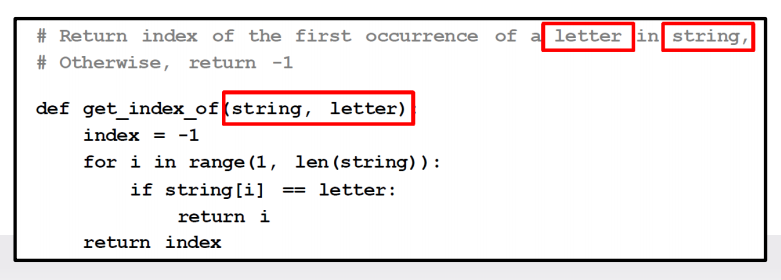 # Return index of the first occurrence of a letter in string,
# Otherwise, return -1
def get_index_of(string, letter):
    index = -1
    for i in range(1, len(string)):
        if string[i] == letter:
            return i
    return index